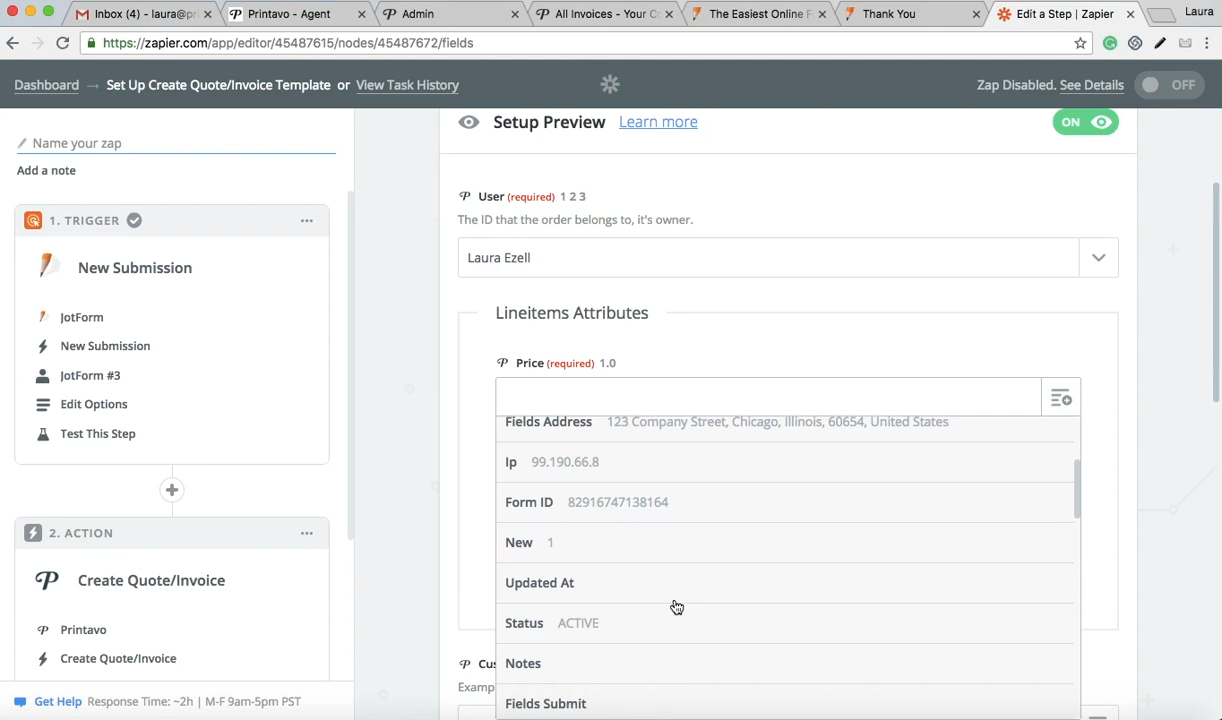 Inbox (4) - laura@pr
Printavo - Agent
Admin
All Invoices - Your C
The Easiest Online F
Thank You
Edit a Step | Zapier
Laura
https://zapier.com/app/editor/45487615/nodes/45487672/fields
Dashboard → Set Up Create Quote/Invoice Template or View Task History
Zap Disabled. See Details
OFF
Name your zap
Add a note
1. TRIGGER
New Submission
JotForm
New Submission
JotForm #3
Edit Options
Test This Step
2. ACTION
Create Quote/Invoice
Printavo
Create Quote/Invoice
Get Help Response Time: ~2h | M-F 9am-5pm PST
Setup Preview Learn more
ON
User (required) 1 2 3
The ID that the order belongs to, it's owner.
Laura Ezell
Lineitems Attributes
Price (required) 1.0
Fields Address 123 Company Street, Chicago, Illinois, 60654, United States
Ip 99.190.66.8
Form ID 82916747138164
New 1
Updated At
Status ACTIVE
Notes
Fields Submit
Cus
Examp